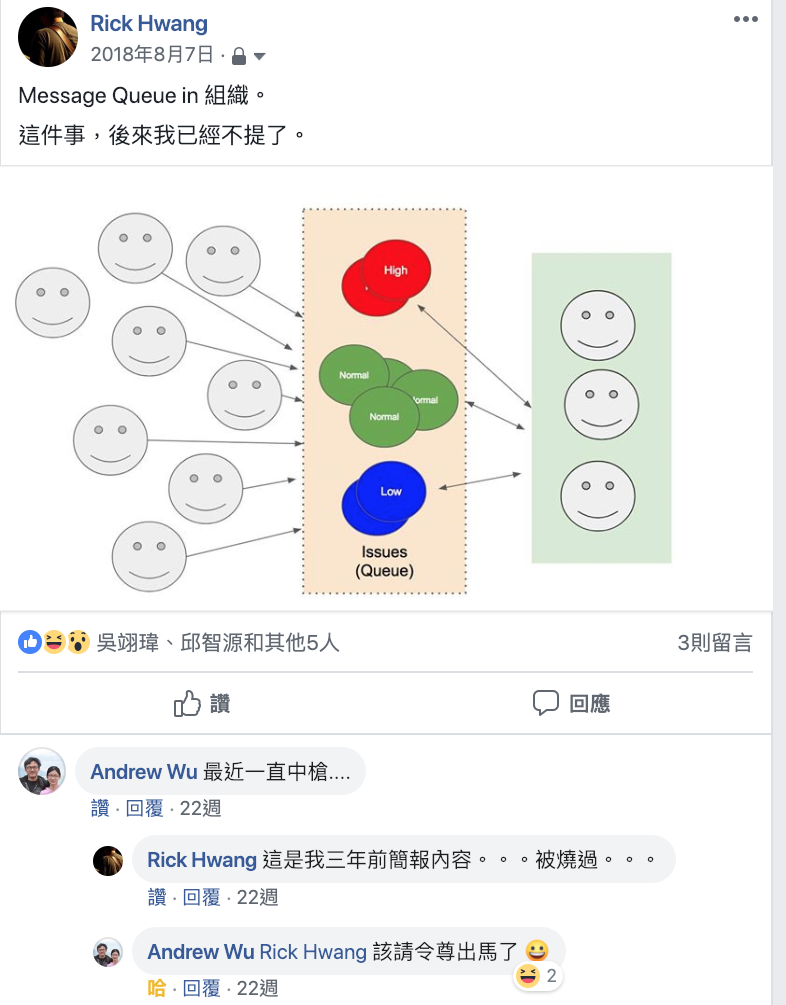 Rick Hwang
2018年8月7日 ·
Message Queue in 組織。
這件事，後來我已經不提了。
High
Normal
ormal
Normal
Low
Issues
(Queue)
吳翊瑋、邱智源和其他5人
3則留言
讚
回應
Andrew Wu 最近一直中槍....
讚 · 回覆 · 22週
Rick Hwang 這是我三年前簡報內容。。。被燒過。。。
讚 · 回覆 · 22週
Andrew Wu Rick Hwang 該請令尊出馬了 😀
😆 2
哈 · 回覆 · 22週